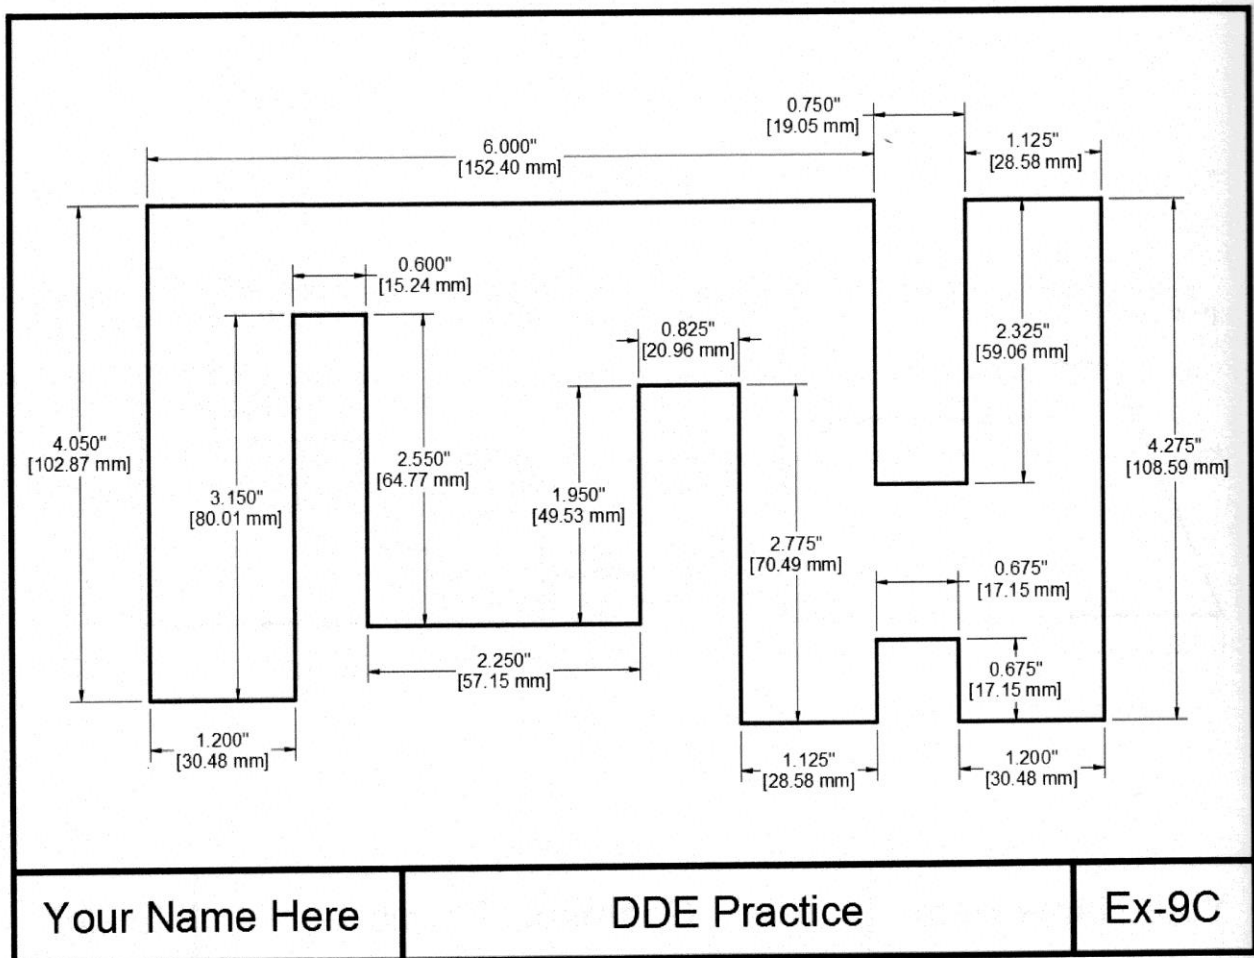 0.750"
[19.05 mm]
6.000"
[152.40 mm]
1.125"
[28.58 mm]
0.600"
[15.24 mm]
0.825"
[20.96 mm]
2.325"
[59.06 mm]
4.050"
[102.87 mm]
3.150"
[80.01 mm]
2.550"
[64.77 mm]
1.950"
[49.53 mm]
4.275"
[108.59 mm]
2.775"
[70.49 mm]
0.675"
[17.15 mm]
2.250"
[57.15 mm]
0.675"
[17.15 mm]
1.200"
[30.48 mm]
1.125"
[28.58 mm]
1.200"
[30.48 mm]
Your Name Here
DDE Practice
Ex-9C